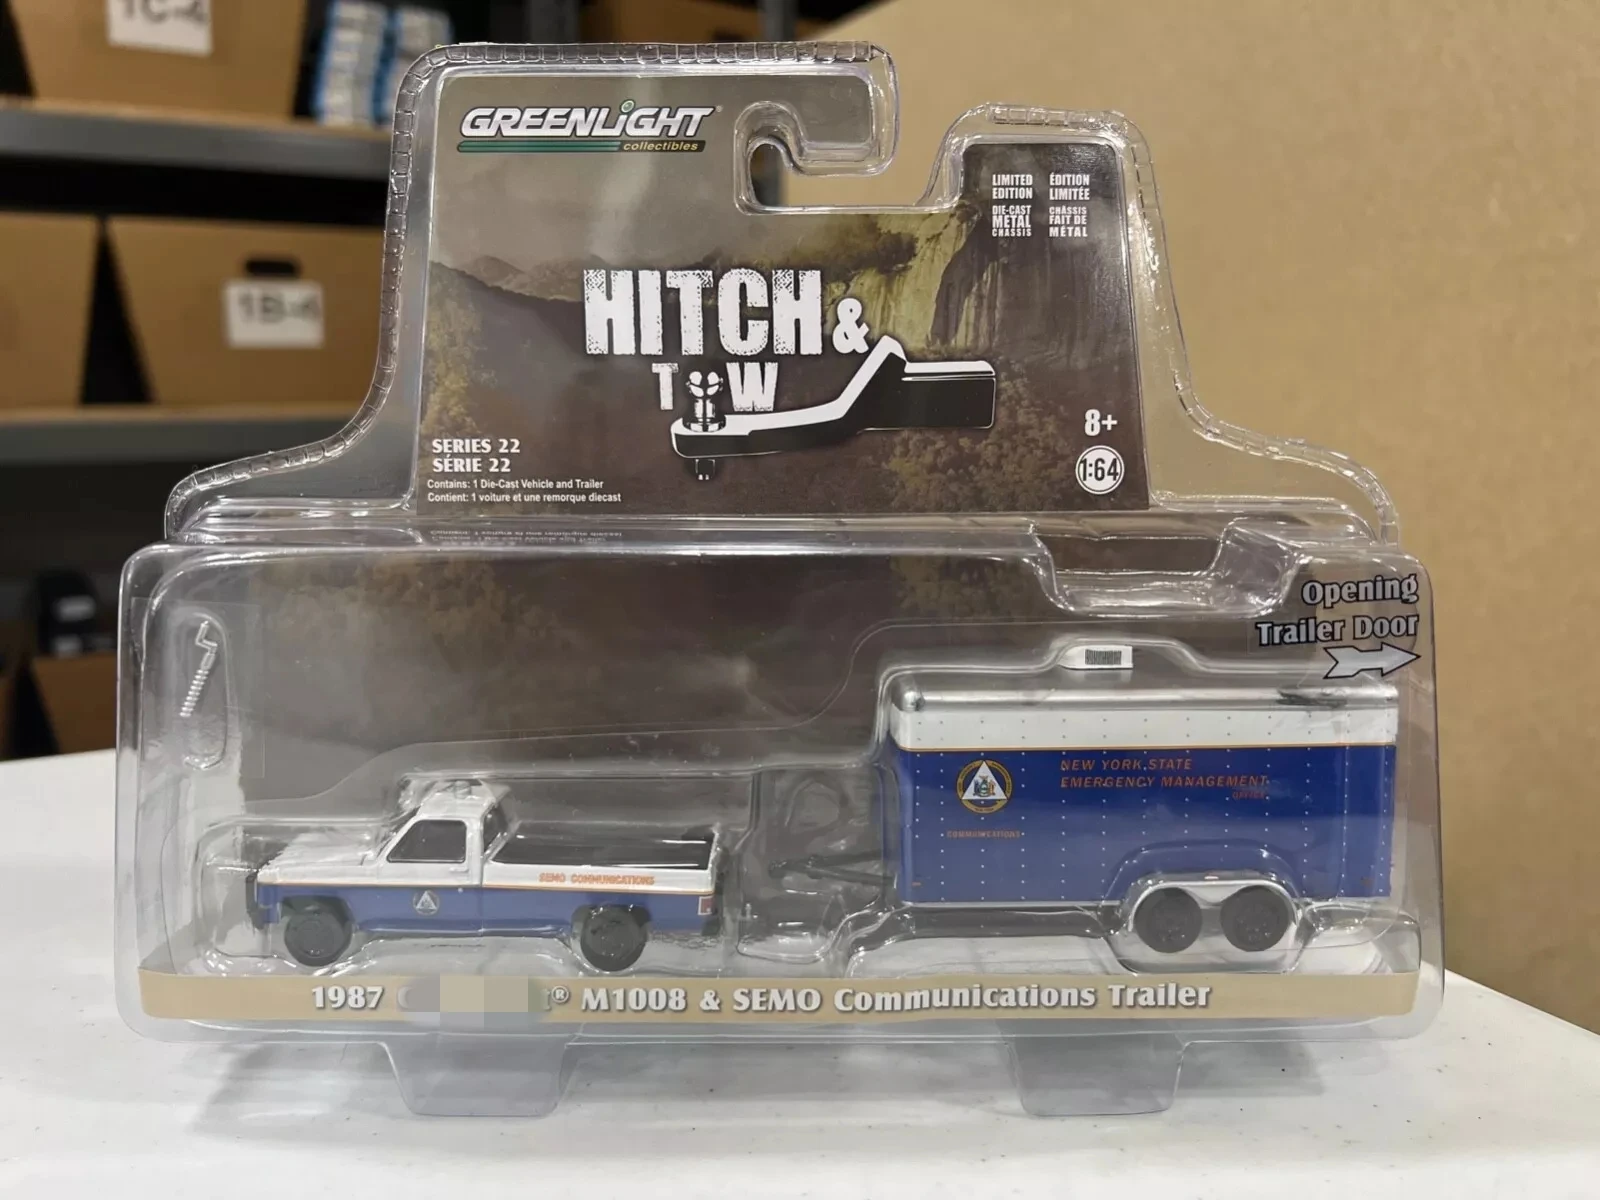 GREENLiGHT
collectibles
LIMITED EDITION
ÉDITION LIMITÉE
DIE-CAST METAL CHASSIS
CHÂSSIS FAIT DE MÉTAL
HITCH &
TOW
8+
1:64
SERIES 22
SÉRIE 22
Contains: 1 Die-Cast Vehicle and Trailer
Contient: 1 voiture et une remorque diecast
Opening
Trailer Door
NEW YORK STATE
EMERGENCY MANAGEMENT
OFFICE
COMMUNICATIONS
SEMO COMMUNICATIONS
1987 ® M1008 & SEMO Communications Trailer